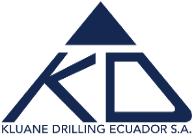 KD
KLUANE DRILLING ECUADOR S.A.